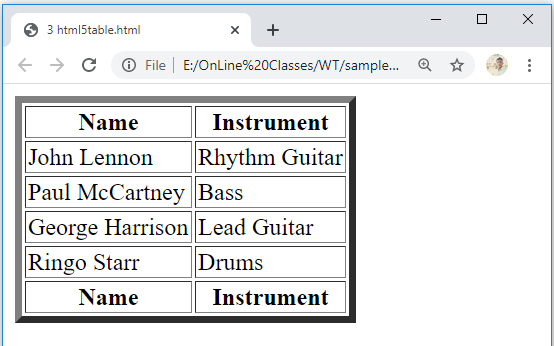 3 html5table.html
File | E:/OnLine%20Classes/WT/sample...
Name Instrument
John Lennon Rhythm Guitar
Paul McCartney Bass
George Harrison Lead Guitar
Ringo Starr Drums
Name Instrument